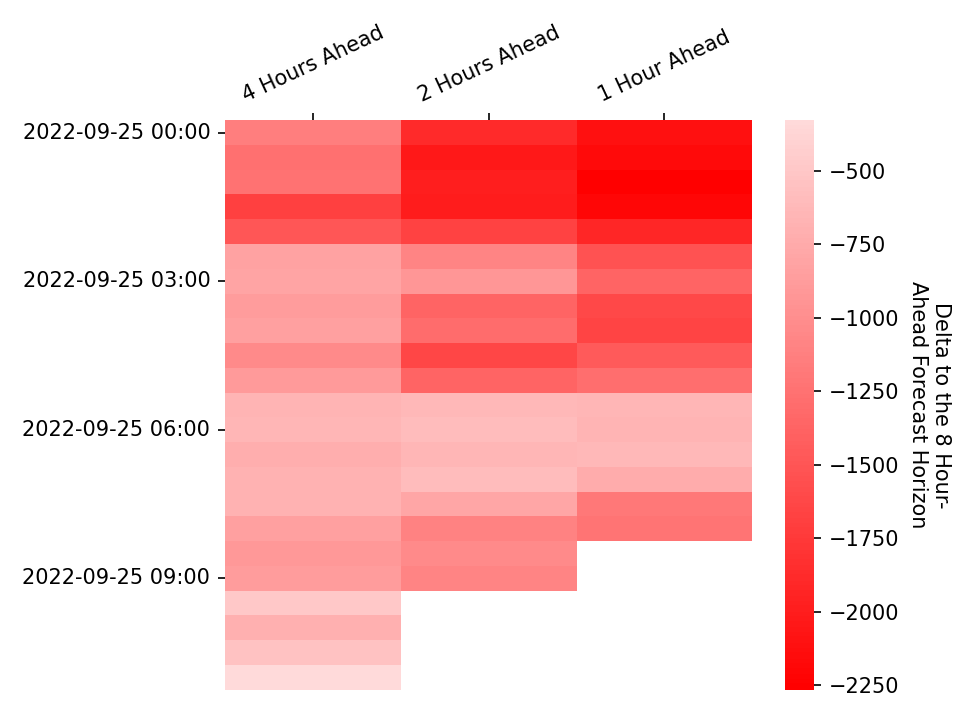 4 Hours Ahead
2 Hours Ahead
1 Hour Ahead
2022-09-25 00:00
2022-09-25 03:00
2022-09-25 06:00
2022-09-25 09:00
−500
−750
−1000
−1250
−1500
−1750
−2000
−2250
Delta to the 8 Hour-
Ahead Forecast Horizon